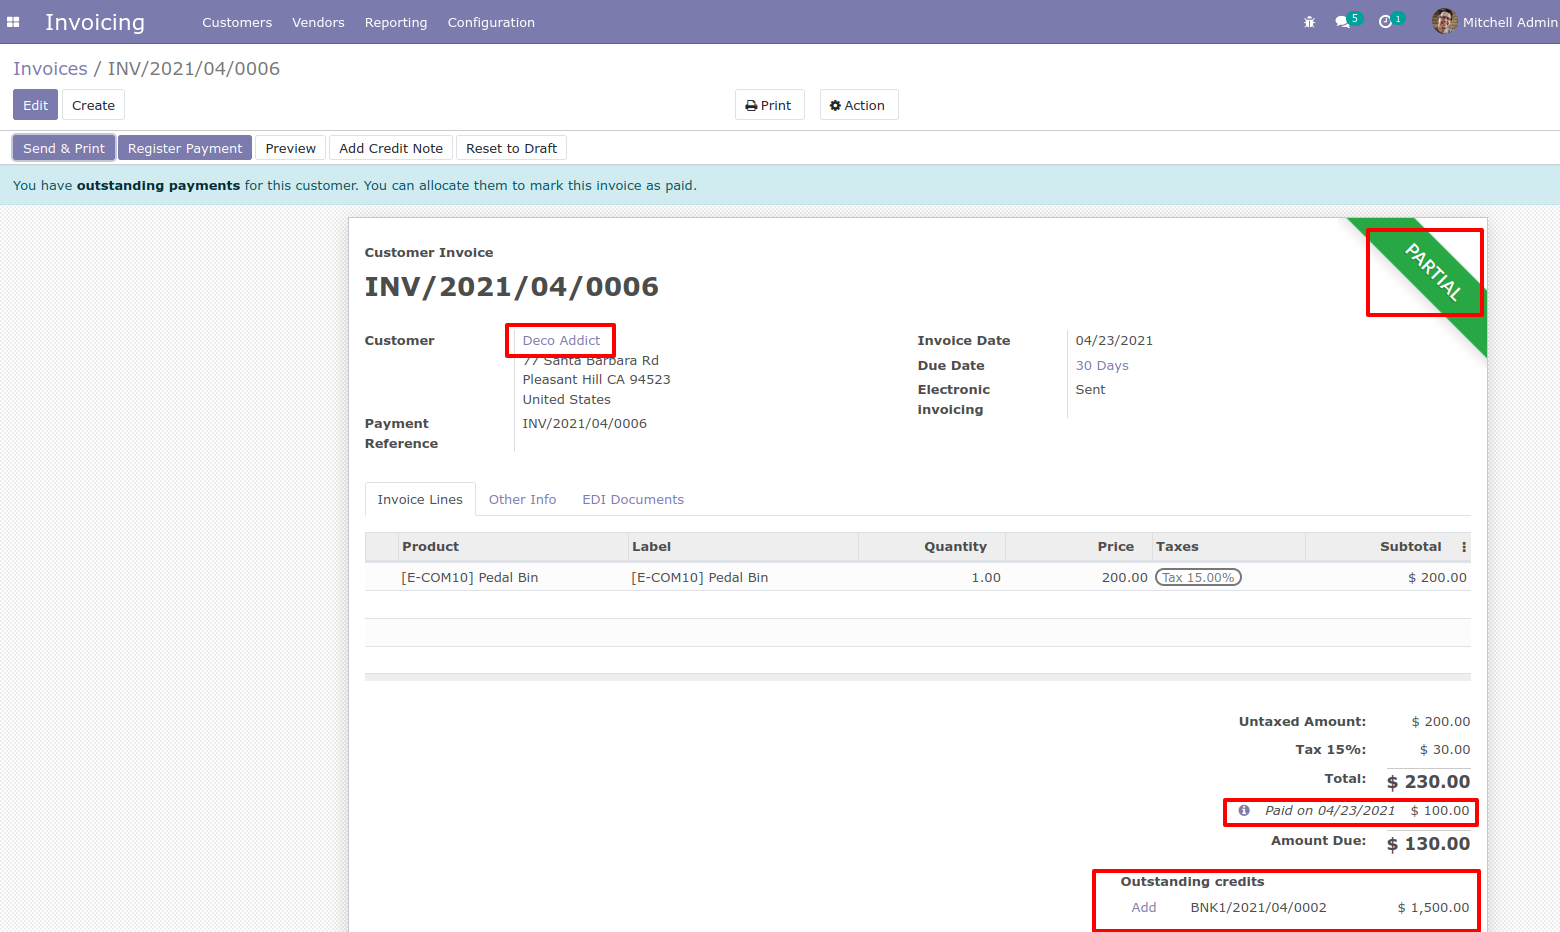 Invoicing Customers Vendors Reporting Configuration 5 1 Mitchell Admin
Invoices / INV/2021/04/0006
Edit Create Print Action
Send & Print Register Payment Preview Add Credit Note Reset to Draft
You have outstanding payments for this customer. You can allocate them to mark this invoice as paid.
PARTIAL
Customer Invoice
INV/2021/04/0006
Customer Deco Addict Invoice Date 04/23/2021
77 Santa Barbara Rd Due Date 30 Days
Pleasant Hill CA 94523 Electronic invoicing Sent
United States
Payment Reference INV/2021/04/0006
Invoice Lines Other Info EDI Documents
Product Label Quantity Price Taxes Subtotal
[E-COM10] Pedal Bin [E-COM10] Pedal Bin 1.00 200.00 Tax 15.00% $ 200.00
Untaxed Amount: $ 200.00
Tax 15%: $ 30.00
Total: $ 230.00
Paid on 04/23/2021 $ 100.00
Amount Due: $ 130.00
Outstanding credits
Add BNK1/2021/04/0002 $ 1,500.00